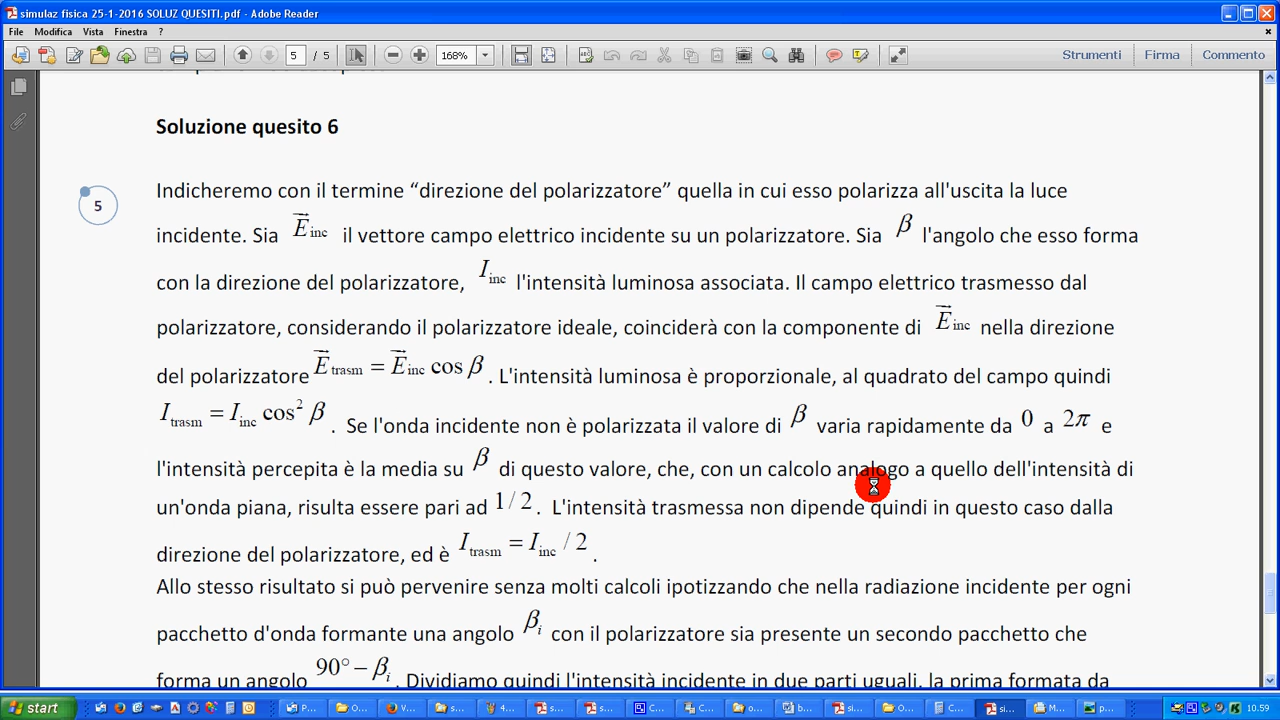 simulaz fisica 25-1-2016 SOLUZ QUESITI.pdf - Adobe Reader
File Modifica Vista Finestra ?
5 / 5 168% Strumenti Firma Commento
Soluzione quesito 6
5
Indicheremo con il termine “direzione del polarizzatore” quella in cui esso polarizza all'uscita la luce
incidente. Sia E⃗inc il vettore campo elettrico incidente su un polarizzatore. Sia β l'angolo che esso forma
con la direzione del polarizzatore, Iinc l'intensità luminosa associata. Il campo elettrico trasmesso dal
polarizzatore, considerando il polarizzatore ideale, coinciderà con la componente di E⃗inc nella direzione
del polarizzatore E⃗trasm = E⃗inc cos β . L'intensità luminosa è proporzionale, al quadrato del campo quindi
Itrasm = Iinc cos² β . Se l'onda incidente non è polarizzata il valore di β varia rapidamente da 0 a 2π e
l'intensità percepita è la media su β di questo valore, che, con un calcolo analogo a quello dell'intensità di
un'onda piana, risulta essere pari ad 1/2 . L'intensità trasmessa non dipende quindi in questo caso dalla
direzione del polarizzatore, ed è Itrasm = Iinc / 2 .
Allo stesso risultato si può pervenire senza molti calcoli ipotizzando che nella radiazione incidente per ogni
pacchetto d'onda formante una angolo βi con il polarizzatore sia presente un secondo pacchetto che
forma un angolo 90° − βi . Dividiamo quindi l'intensità incidente in due parti uguali, la prima formata da
start P... O... V... s... 4... s... s... C... C... o... b... si... O... C... si... M... p... 10.59